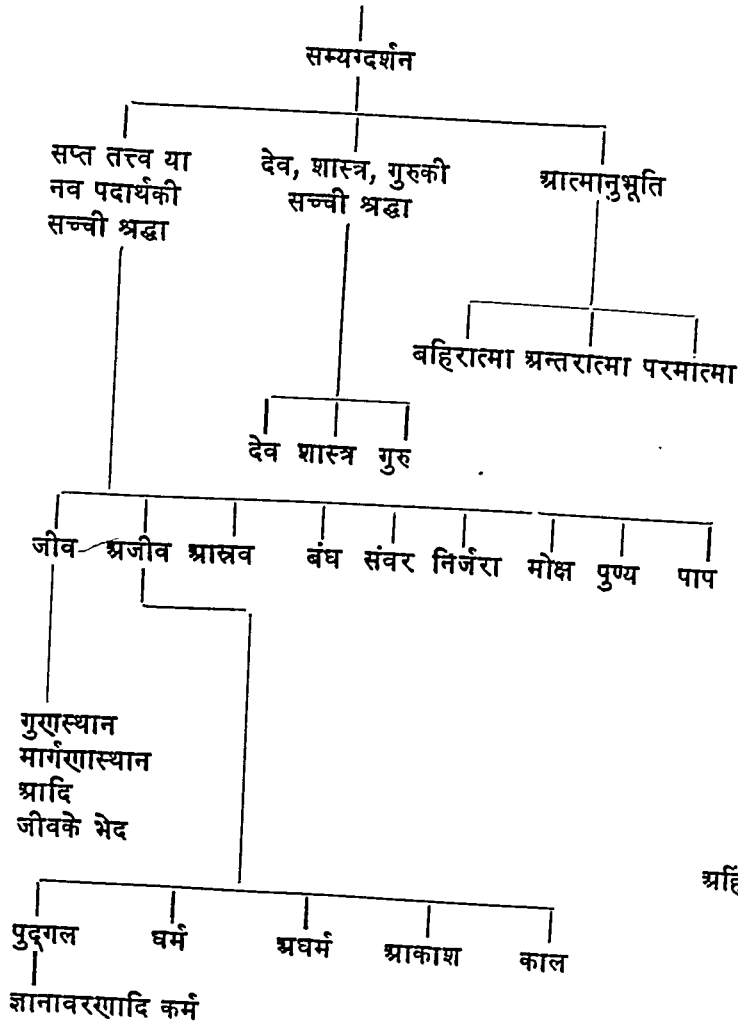 सम्यग्दर्शन
सप्त तत्त्व या
नव पदार्थकी
सच्ची श्रद्धा
देव, शास्त्र, गुरुकी
सच्ची श्रद्धा
आत्मानुभूति
बहिरात्मा अन्तरात्मा परमात्मा
देव शास्त्र गुरु
जीव अजीव आस्रव बंध संवर निर्जरा मोक्ष पुण्य पाप
गुणस्थान
मार्गणास्थान
आदि
जीवके भेद
पुद्गल धर्म अधर्म आकाश काल
ज्ञानावरणादि कर्म